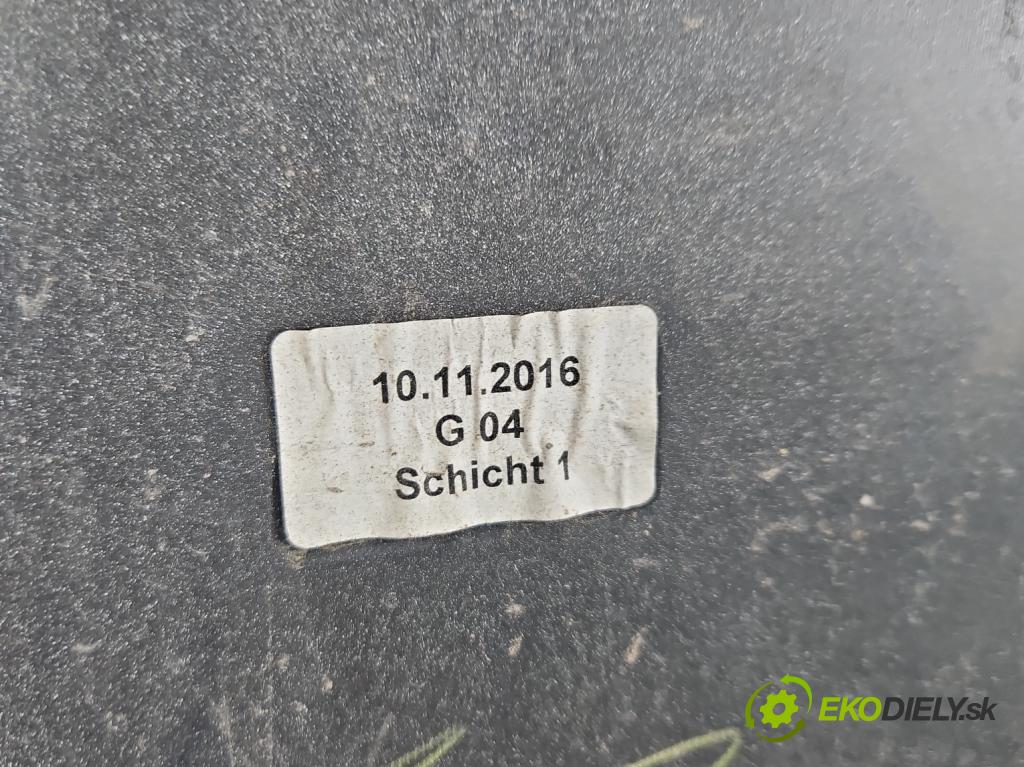 10.11.2016
G 04
Schicht 1
EKODIELY.sk